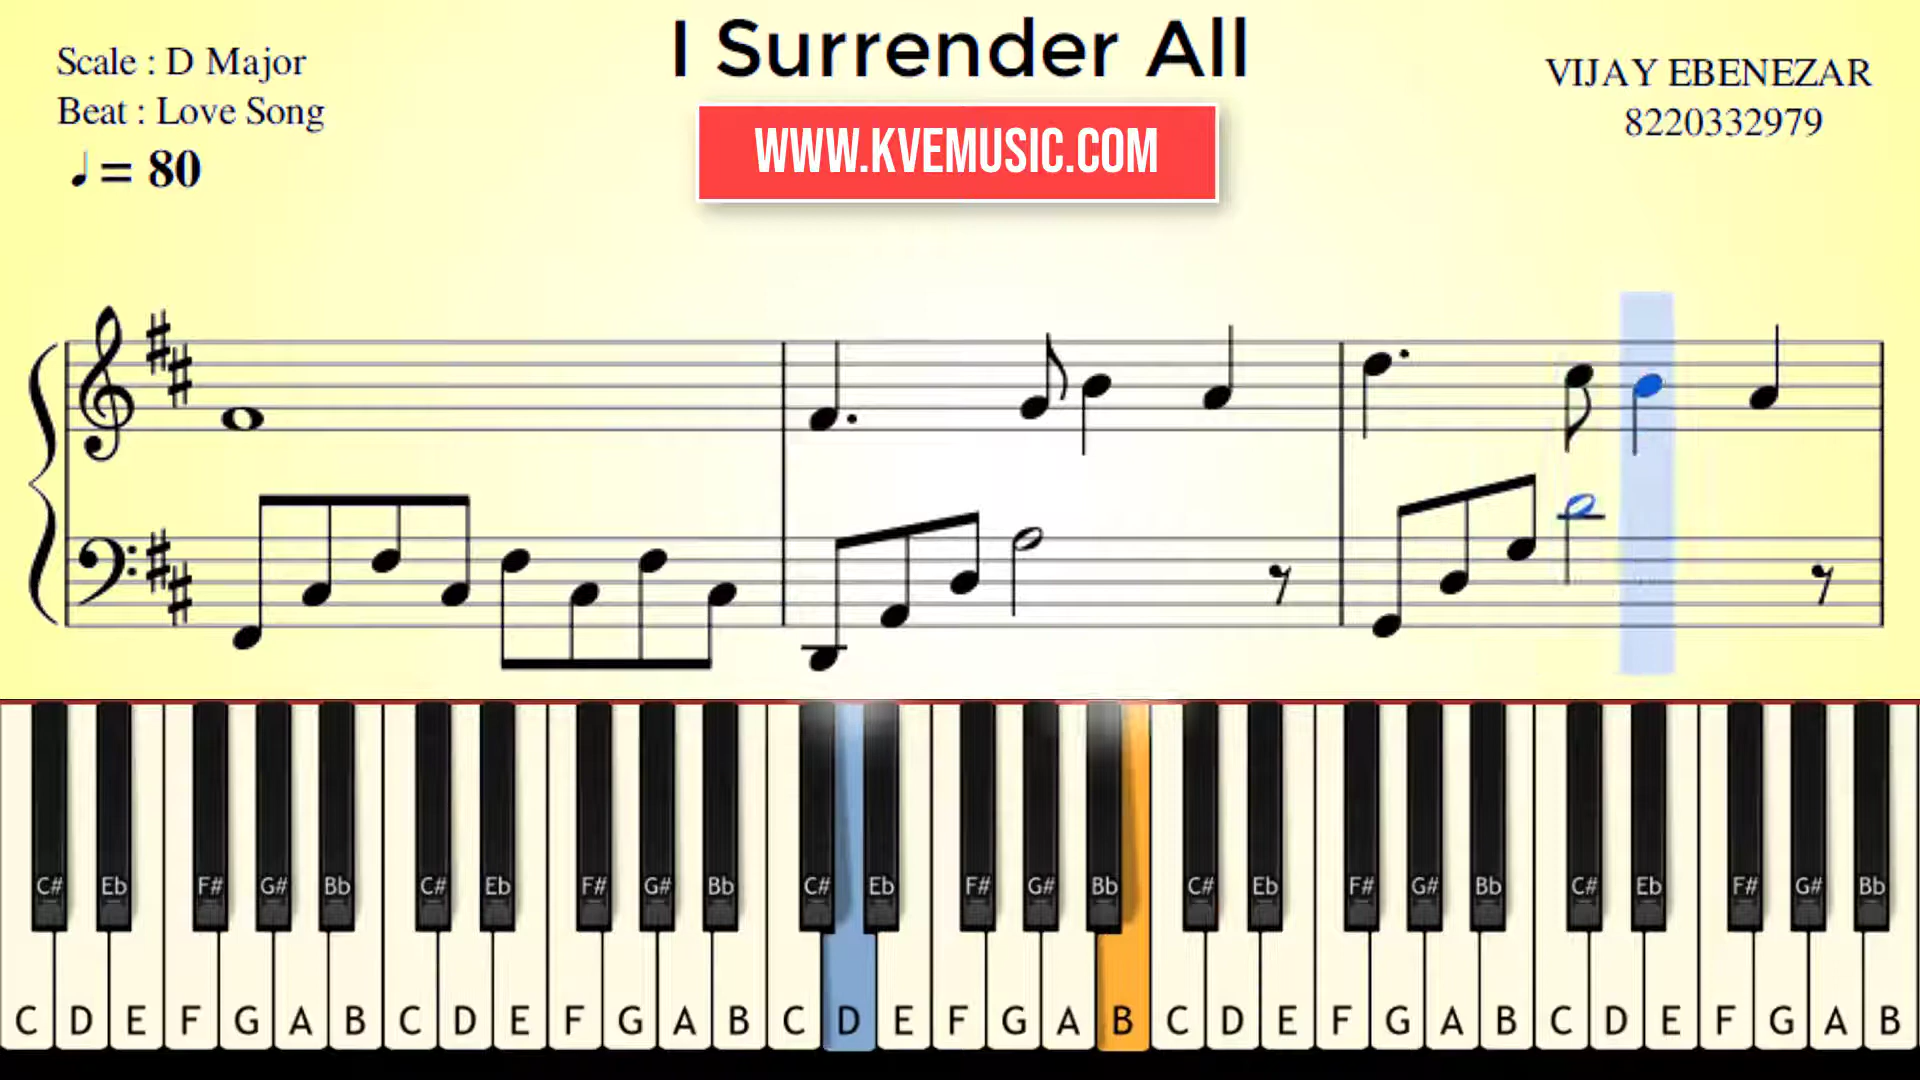 I Surrender All
Scale : D Major
Beat : Love Song
♩ = 80
WWW.KVEMUSIC.COM
VIJAY EBENEZAR
8220332979
C# Eb F# G# Bb C# Eb F# G# Bb C# Eb F# G# Bb C# Eb F# G# Bb C# Eb F# G# Bb
C D E F G A B C D E F G A B C D E F G A B C D E F G A B C D E F G A B